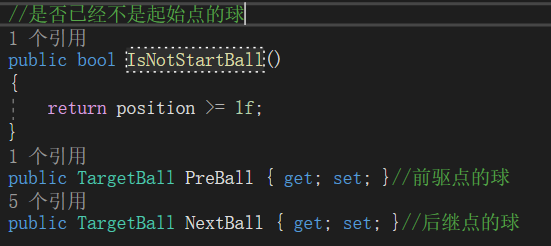 //是否已经不是起始点的球
1 个引用
public bool IsNotStartBall()
{
return position >= 1f;
}
1 个引用
public TargetBall PreBall { get; set; }//前驱点的球
5 个引用
public TargetBall NextBall { get; set; }//后继点的球